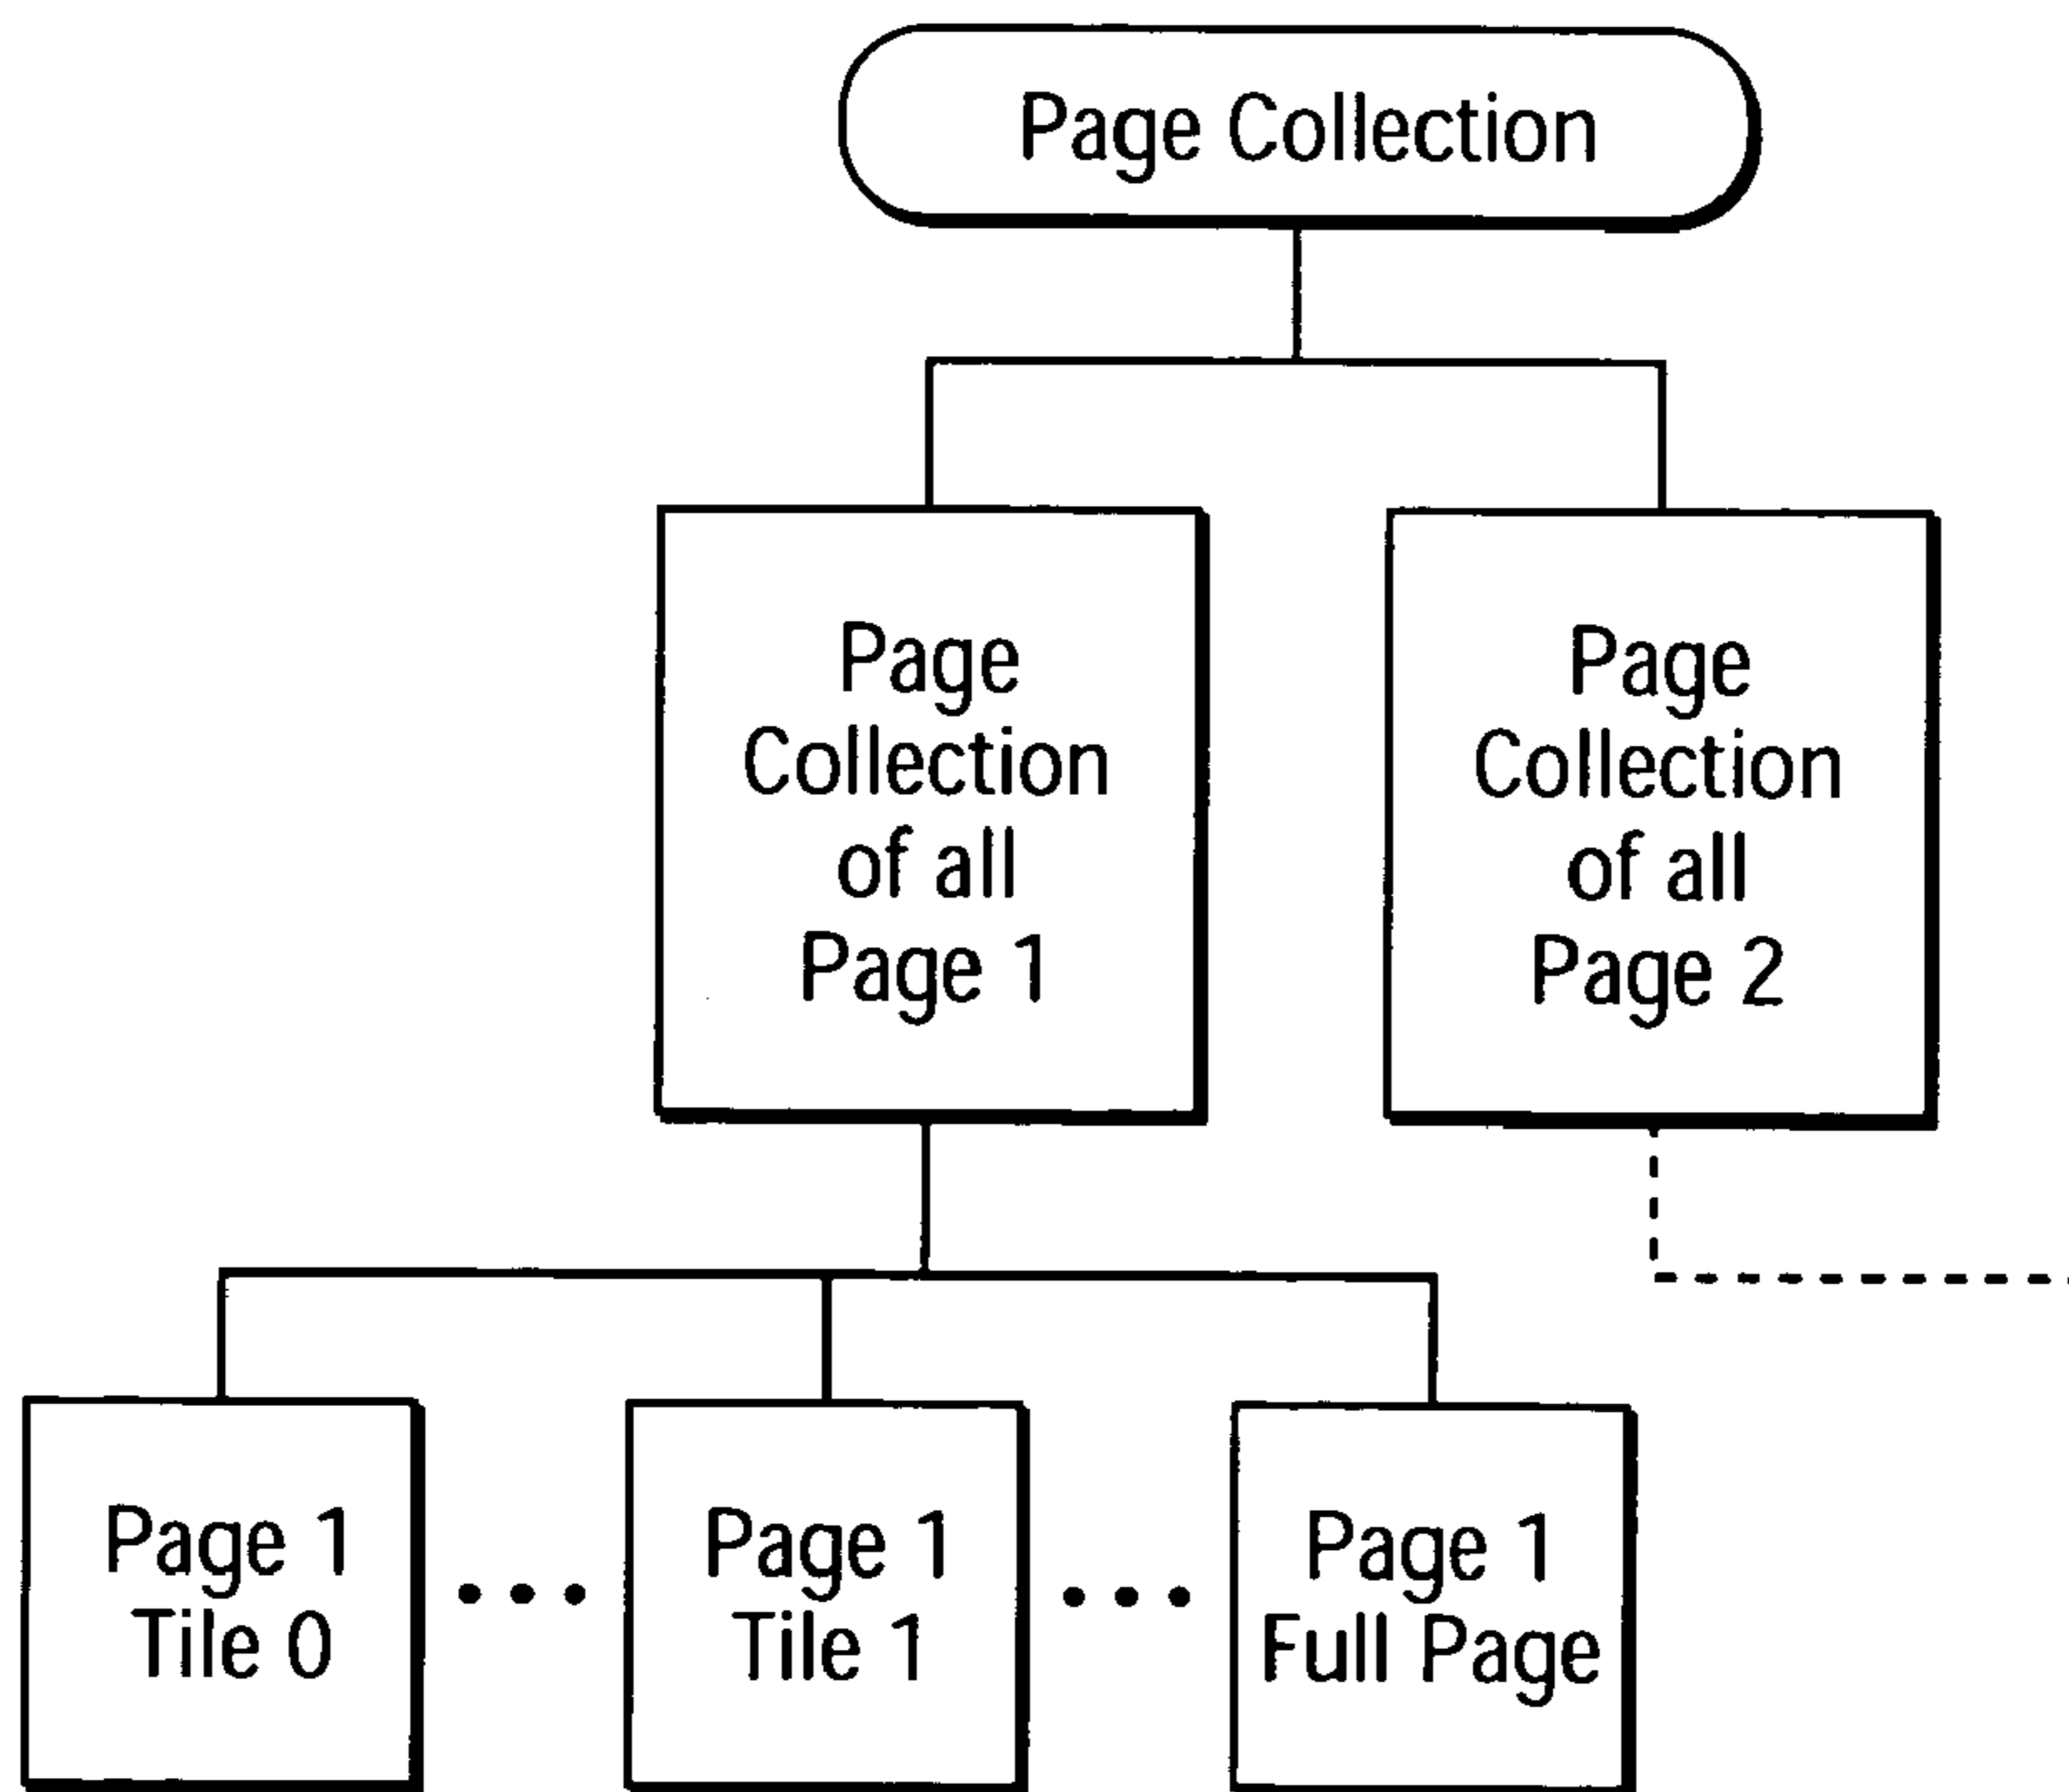 Page Collection
Page
Collection
of all
Page 1
Page
Collection
of all
Page 2
Page 1
Tile 0
Page 1
Tile 1
Page 1
Full Page